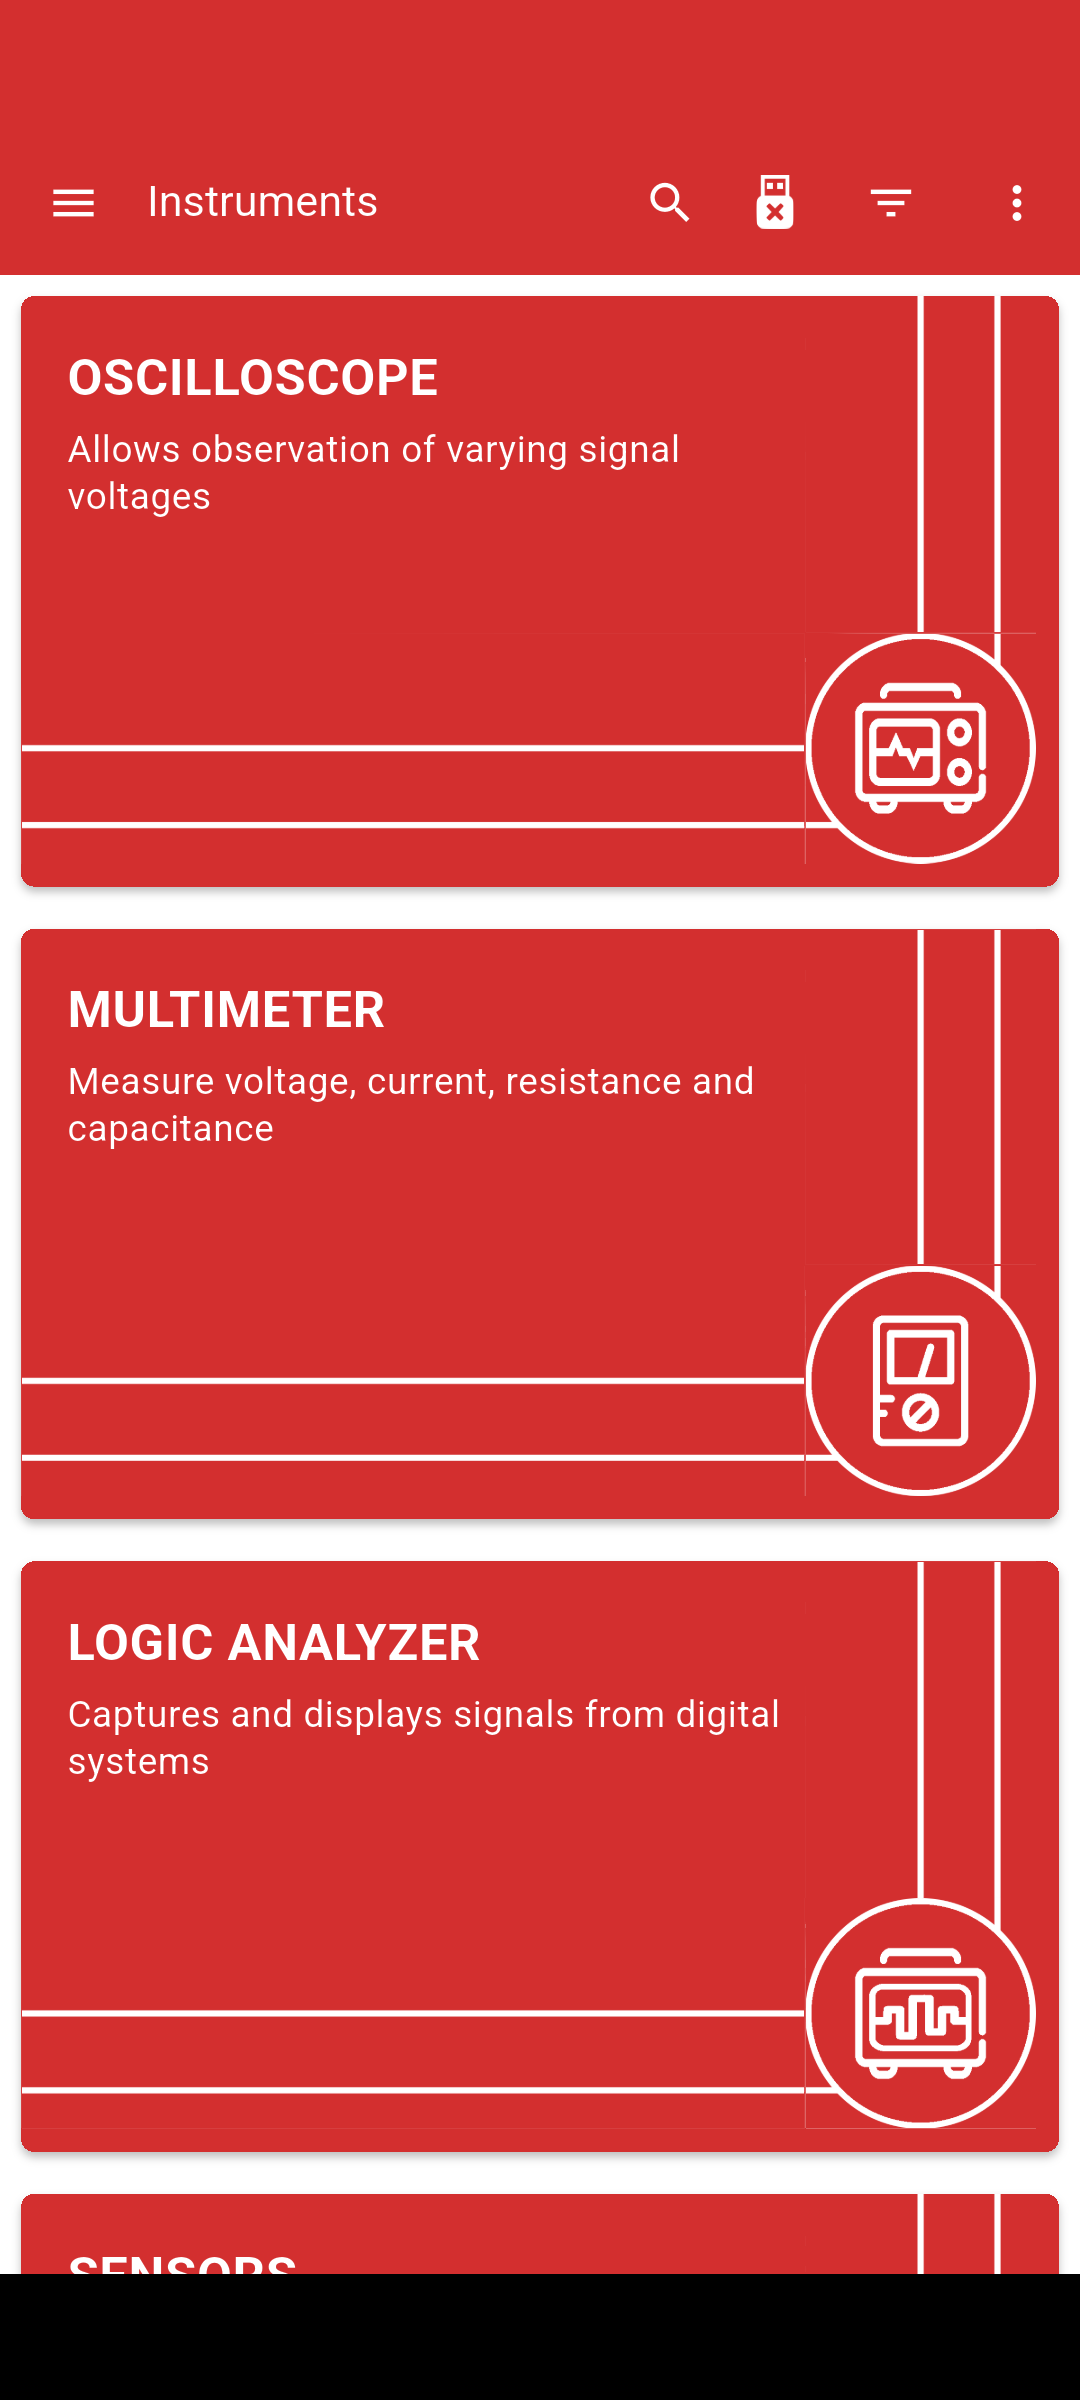 Instruments
OSCILLOSCOPE
Allows observation of varying signal
voltages
MULTIMETER
Measure voltage, current, resistance and
capacitance
LOGIC ANALYZER
Captures and displays signals from digital
systems
SENSORS